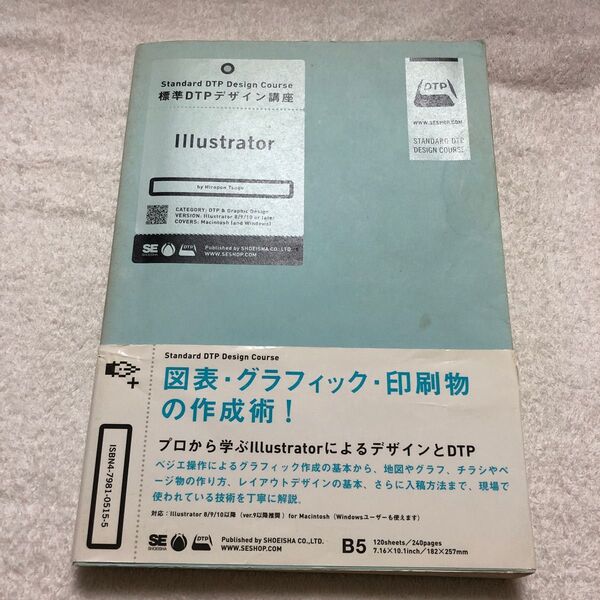 Standard DTP Design Course
標準DTPデザイン講座
Illustrator
by Hiropon Tsuge
CATEGORY: DTP & Graphic Design
VERSION: Illustrator 8/9/10 or later
COVERS: Macintosh (and Windows)
SE
SHOEISHA
DTP
Published by SHOEISHA CO.,LTD.
WWW.SESHOP.COM
DTP
WWW.SESHOP.COM
STANDARD DTP
DESIGN COURSE
Standard DTP Design Course
図表・グラフィック・印刷物
の作成術！
プロから学ぶIllustratorによるデザインとDTP
ベジエ操作によるグラフィック作成の基本から、地図やグラフ、チラシやペ
ージ物の作り方、レイアウトデザインの基本、さらに入稿方法まで、現場で
使われている技術を丁寧に解説。
対応：Illustrator 8/9/10以降（ver.9以降推奨）for Macintosh（Windowsユーザーも使えます）
SE
SHOEISHA
DTP
Published by SHOEISHA CO.,LTD.
WWW.SESHOP.COM
B5
120sheets／240pages
7.16×10.1inch／182×257mm
ISBN4-7981-0515-5